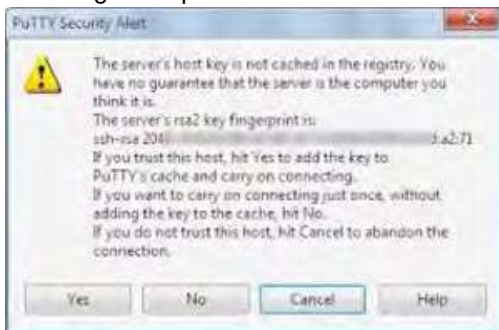 PuTTY Security Alert
The server's host key is not cached in the registry. You
have no guarantee that the server is the computer you
think it is.
The server's rsa2 key fingerprint is:
ssh-rsa 204 3:a2:71
If you trust this host, hit Yes to add the key to
PuTTY's cache and carry on connecting.
If you want to carry on connecting just once, without
adding the key to the cache, hit No.
If you do not trust this host, hit Cancel to abandon the
connection.
Yes No Cancel Help